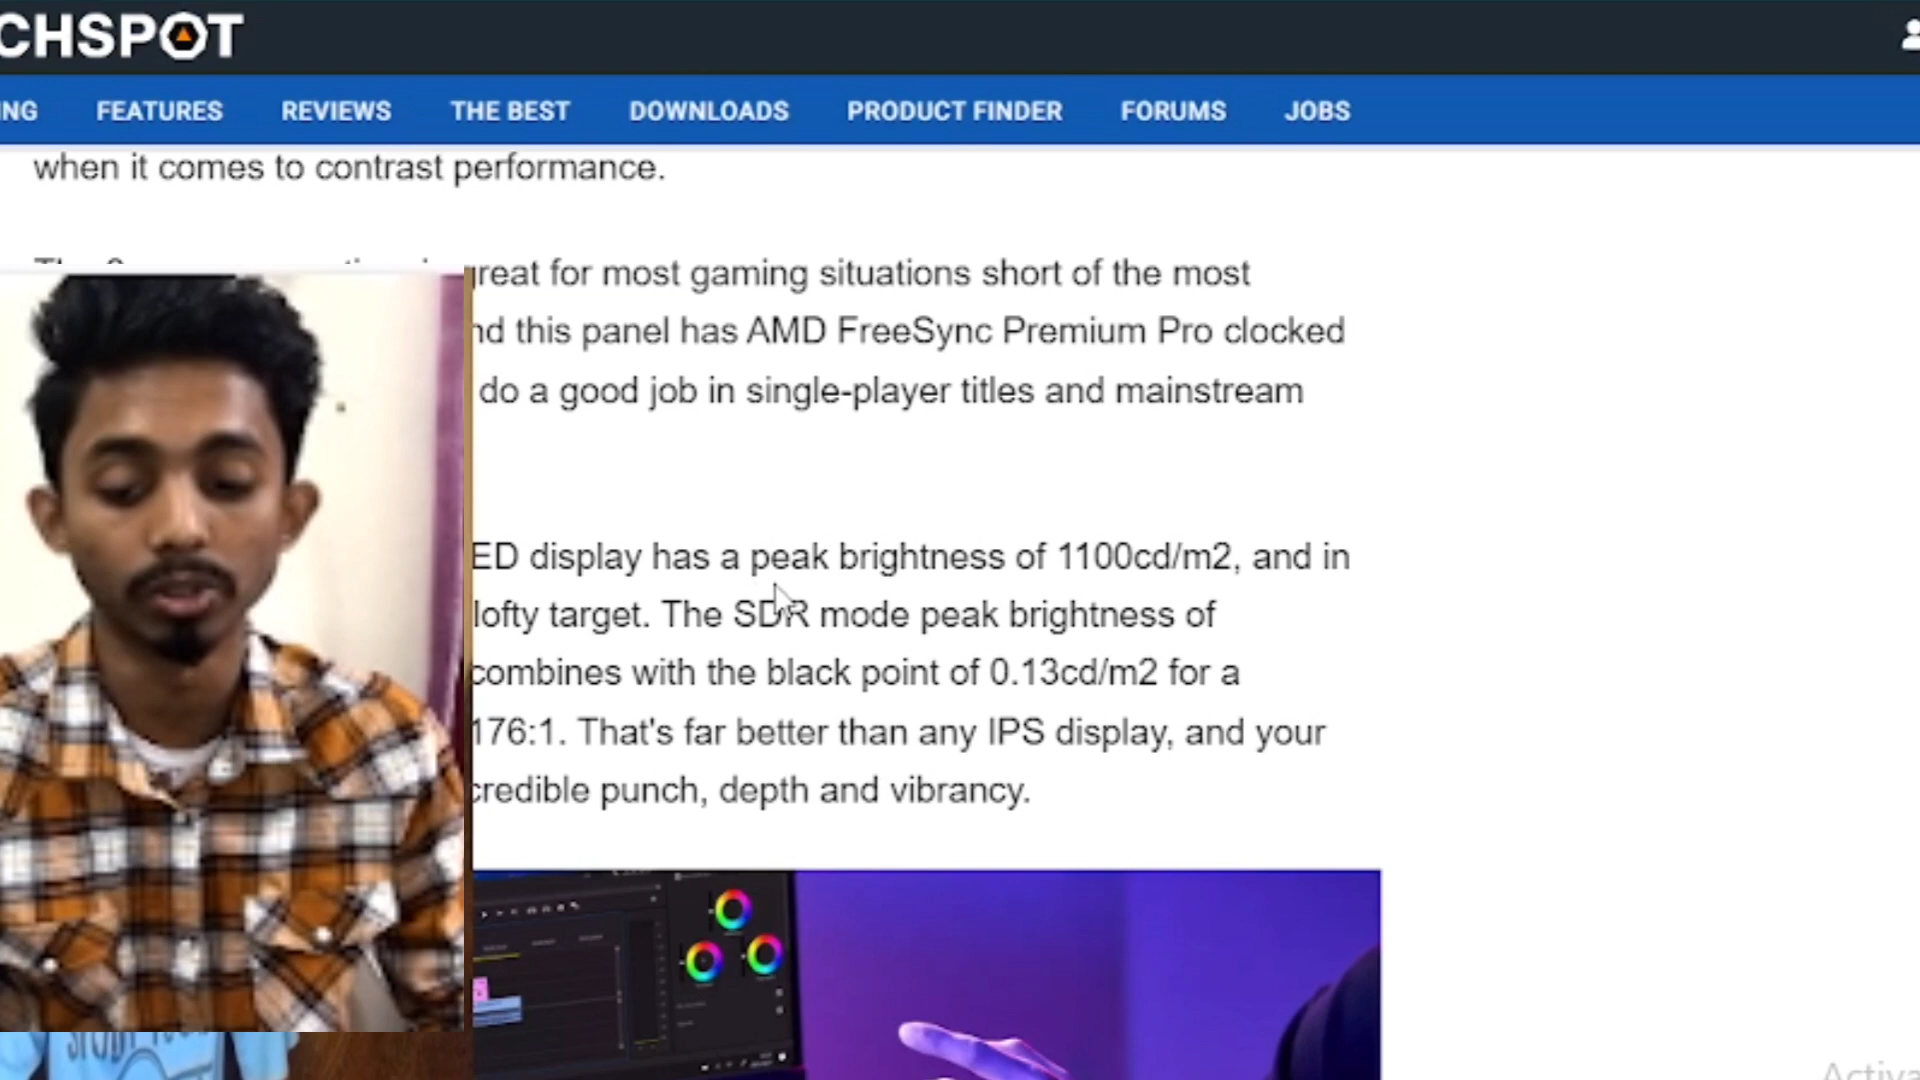 CHSPOT
NG FEATURES REVIEWS THE BEST DOWNLOADS PRODUCT FINDER FORUMS JOBS
when it comes to contrast performance.
great for most gaming situations short of the most
nd this panel has AMD FreeSync Premium Pro clocked
do a good job in single-player titles and mainstream
ED display has a peak brightness of 1100cd/m2, and in
lofty target. The SDR mode peak brightness of
combines with the black point of 0.13cd/m2 for a
176:1. That's far better than any IPS display, and your
credible punch, depth and vibrancy.
Activa